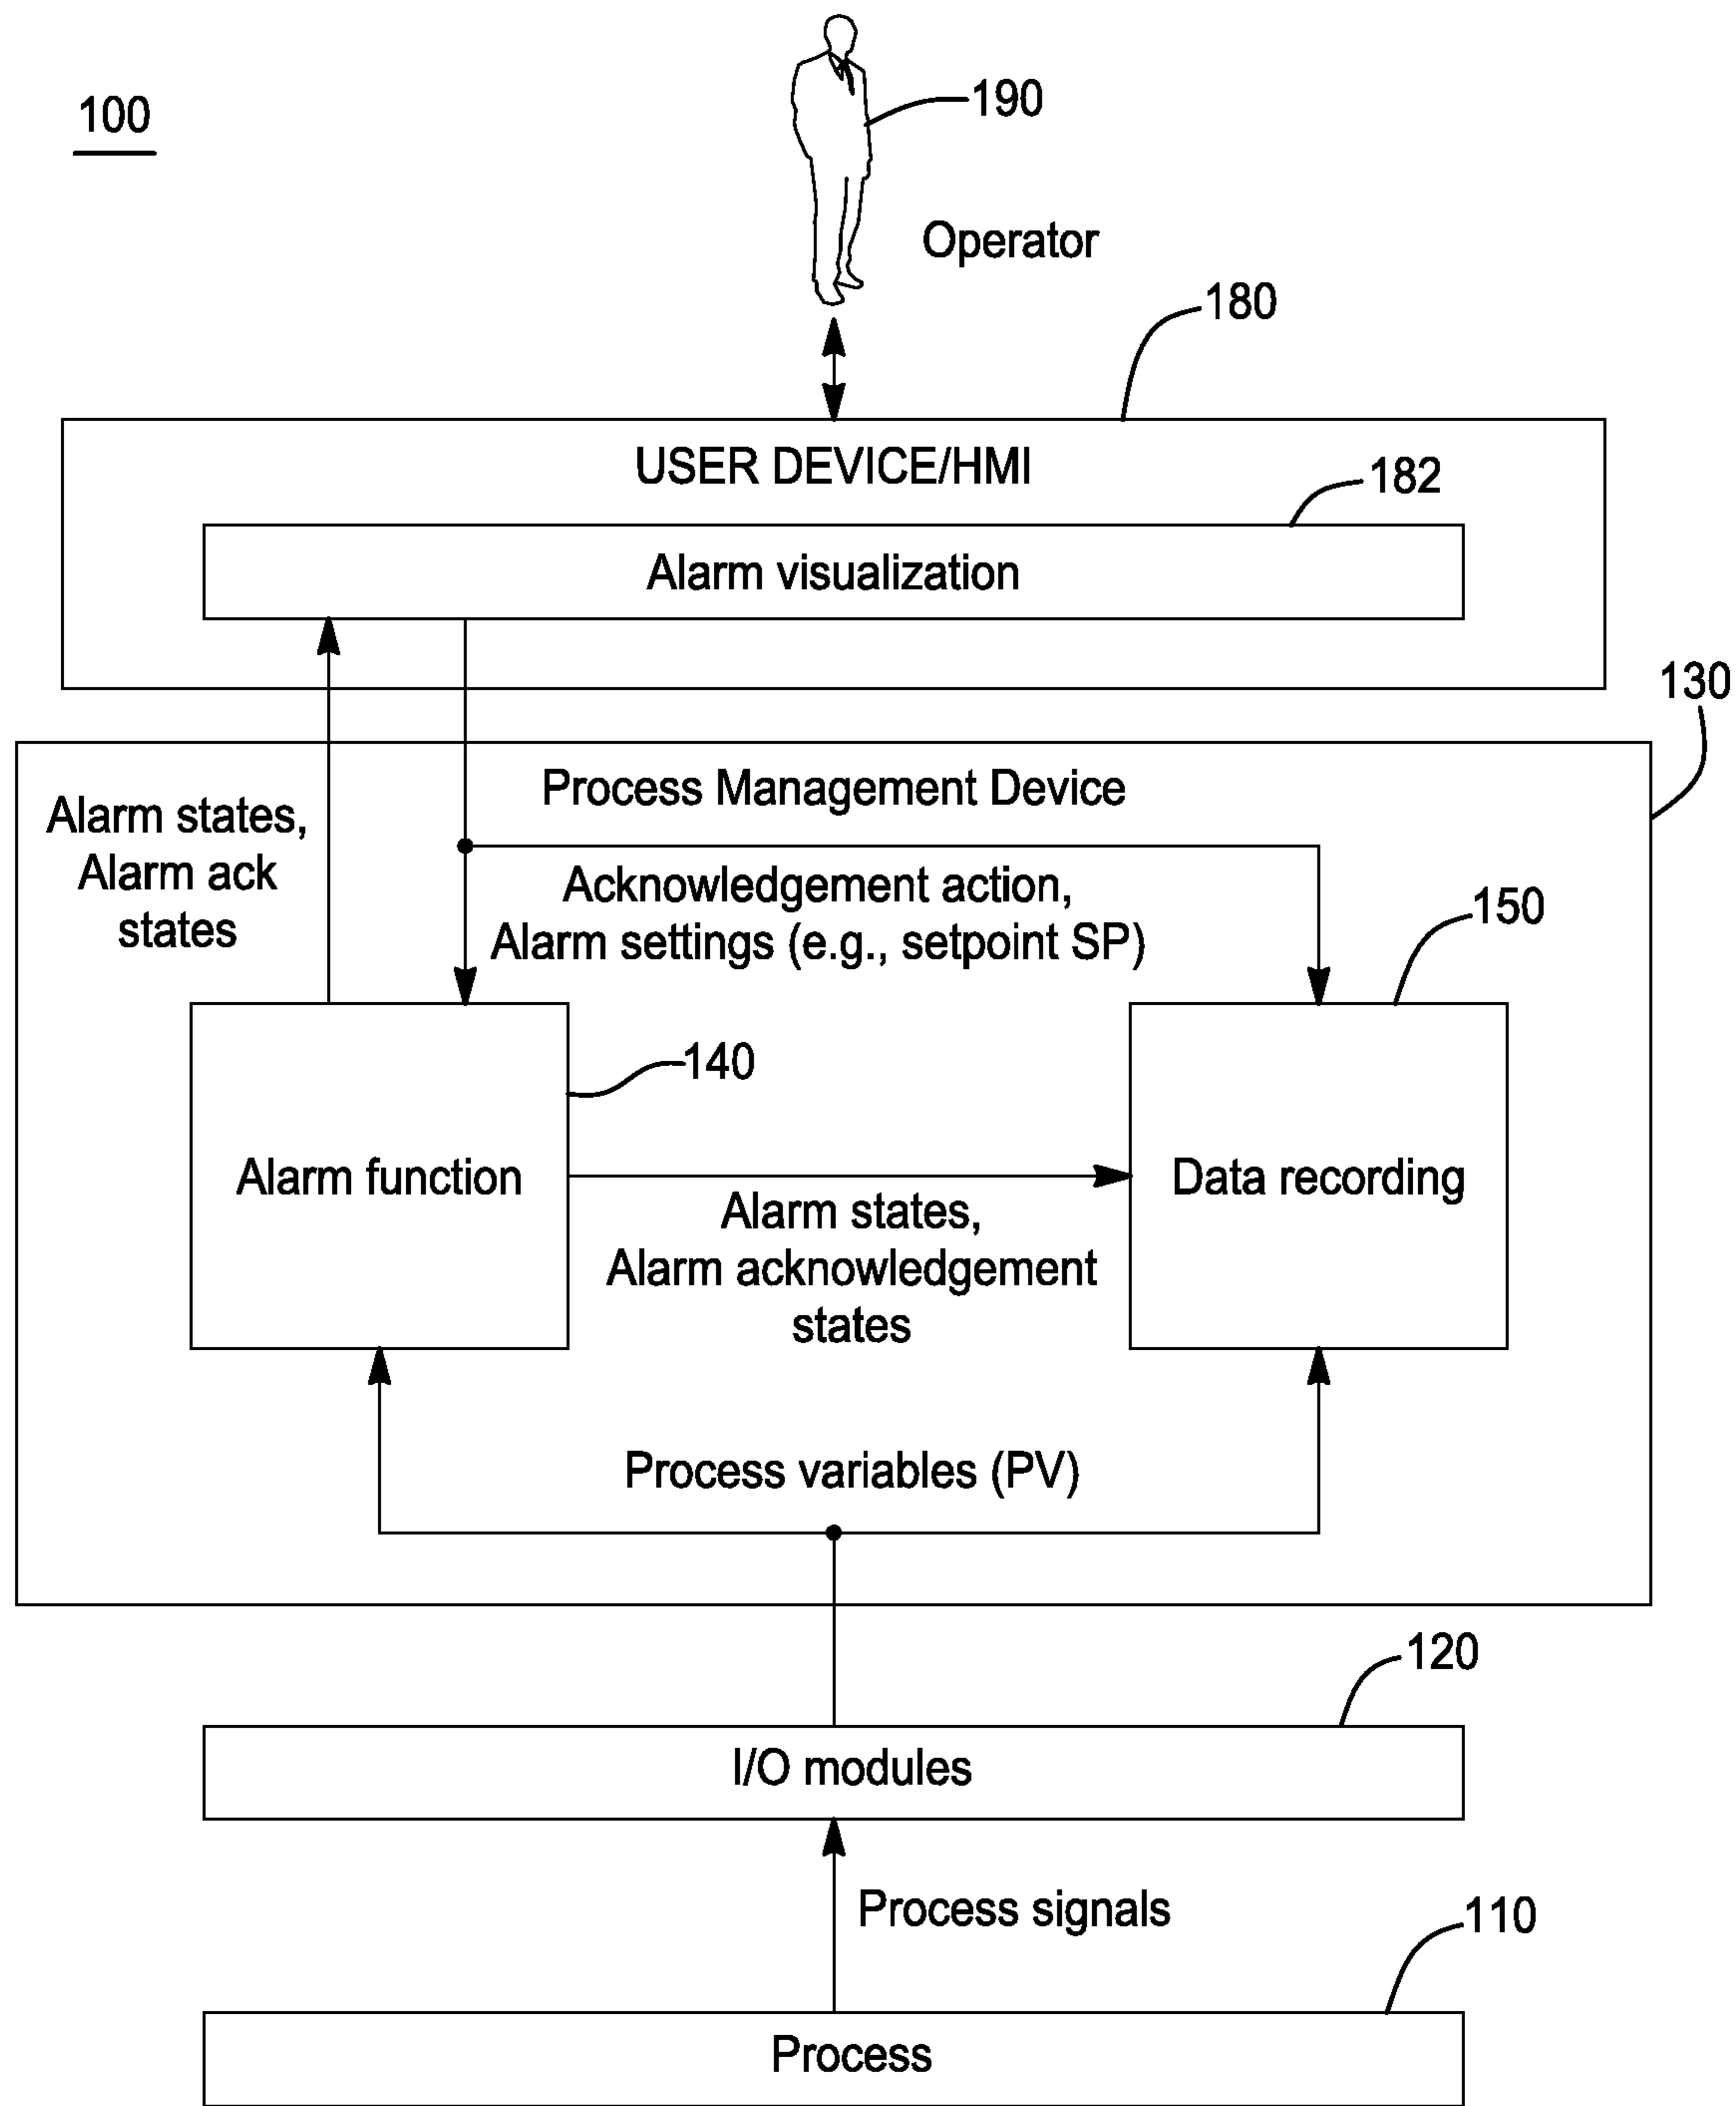 100
190
Operator
180
USER DEVICE/HMI
182
Alarm visualization
130
Process Management Device
Alarm states,
Alarm ack
states
Acknowledgement action,
Alarm settings (e.g., setpoint SP)
150
140
Alarm function
Data recording
Alarm states,
Alarm acknowledgement
states
Process variables (PV)
120
I/O modules
Process signals
110
Process